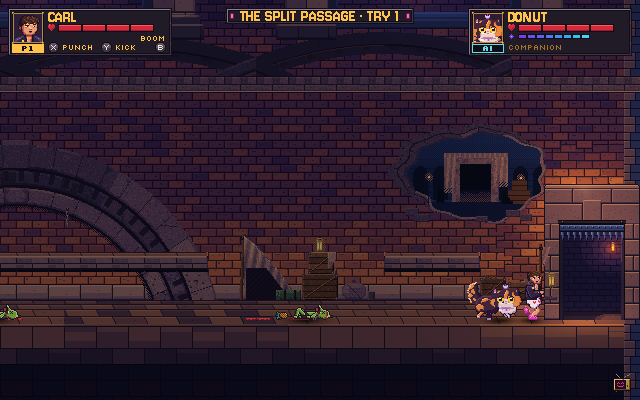 CARL
BOOM
P1
X PUNCH Y KICK B
THE SPLIT PASSAGE · TRY 1
DONUT
AI
COMPANION